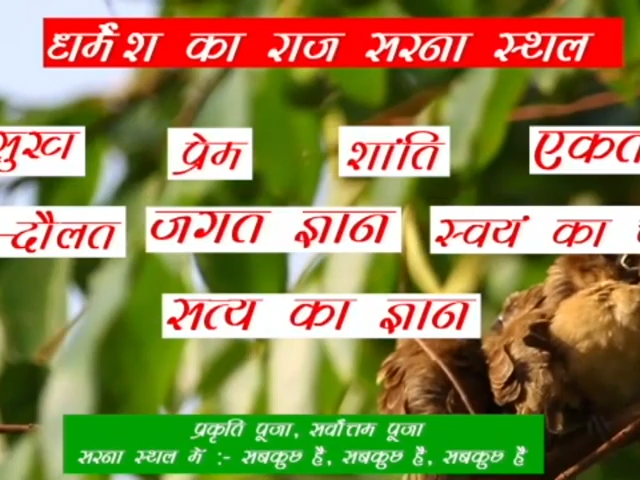 धर्मेंश का राज सरना स्थल
सुख प्रेम शांति
-दौलत जगत ज्ञान स्वयं का
सत्य का ज्ञान
प्रकृति पूजा, सर्वोत्तम पूजा
सरना स्थल में :- सबकुछ है, सबकुछ है, सबकुछ है